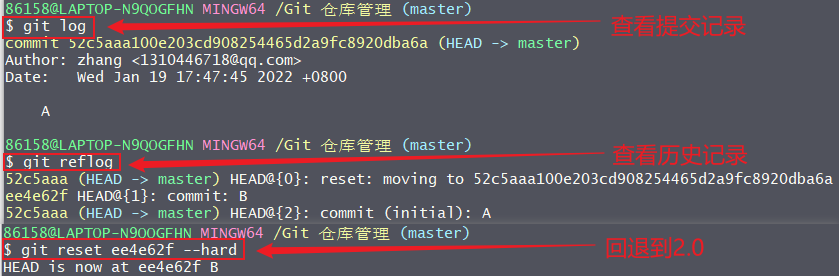 86158@LAPTOP-N9QOGFHN MINGW64 /Git 仓库管理 (master)
$ git log 查看提交记录
commit 52c5aaa100e203cd908254465d2a9fc8920dba6a (HEAD -> master)
Author: zhang <1310446718@qq.com>
Date:   Wed Jan 19 17:47:45 2022 +0800
A
86158@LAPTOP-N9QOGFHN MINGW64 /Git 仓库管理 (master)
$ git reflog 查看历史记录
52c5aaa (HEAD -> master) HEAD@{0}: reset: moving to 52c5aaa100e203cd908254465d2a9fc8920dba6a
ee4e62f HEAD@{1}: commit: B
52c5aaa (HEAD -> master) HEAD@{2}: commit (initial): A
86158@LAPTOP-N9QOGFHN MINGW64 /Git 仓库管理 (master)
$ git reset ee4e62f --hard 回退到2.0
HEAD is now at ee4e62f B